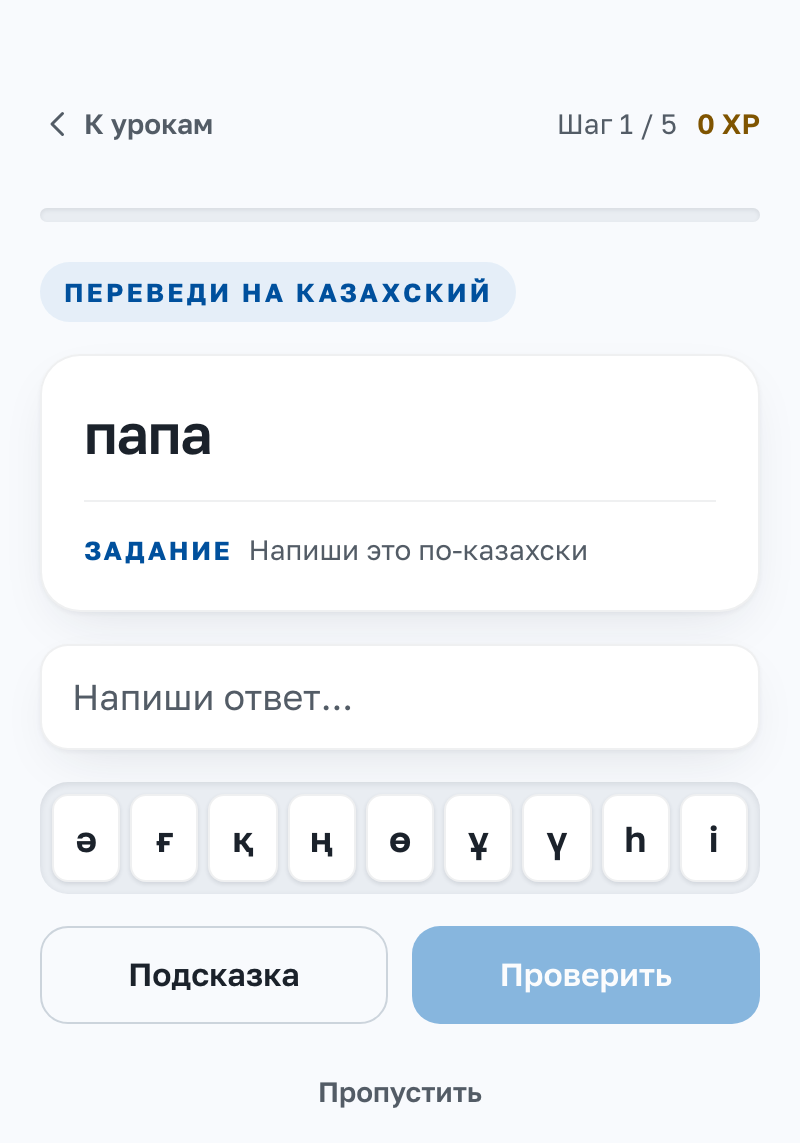 К урокам
Шаг 1 / 5 0 XP
ПЕРЕВЕДИ НА КАЗАХСКИЙ
папа
ЗАДАНИЕ Напиши это по-казахски
Напиши ответ...
ә ғ қ ң ө ұ ү һ і
Подсказка Проверить
Пропустить